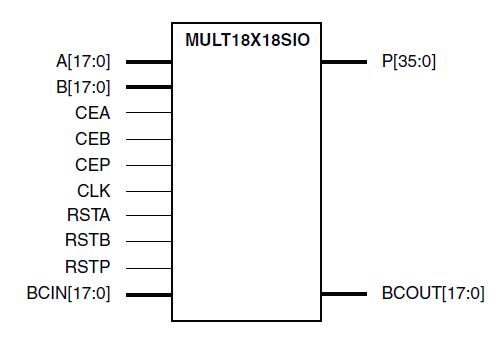 MULT18X18SIO
A[17:0] P[35:0]
B[17:0]
CEA
CEB
CEP
CLK
RSTA
RSTB
RSTP
BCIN[17:0] BCOUT[17:0]